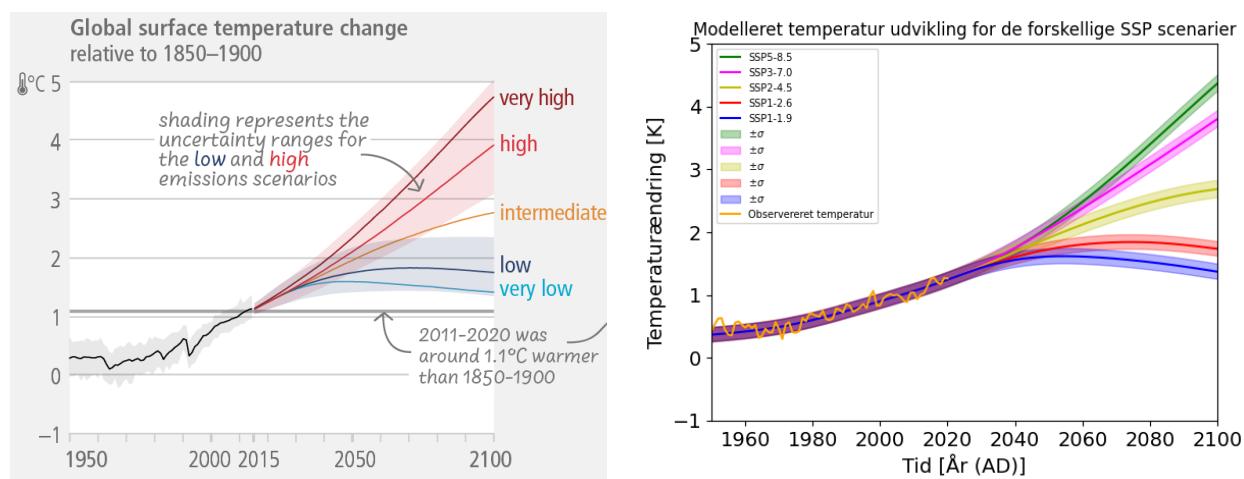 Global surface temperature change
relative to 1850–1900
°C 5
4
3
2
1
0
−1
1950
2000 2015
2050
2100
shading represents the
uncertainty ranges for
the low and high
emissions scenarios
very high
high
intermediate
low
very low
2011-2020 was
around 1.1°C warmer
than 1850-1900
Modelleret temperatur udvikling for de forskellige SSP scenarier
Temperaturændring [K]
5
4
3
2
1
0
−1
SSP5-8.5
SSP3-7.0
SSP2-4.5
SSP1-2.6
SSP1-1.9
±σ
±σ
±σ
±σ
±σ
Observereret temperatur
1960 1980 2000 2020 2040 2060 2080 2100
Tid [År (AD)]